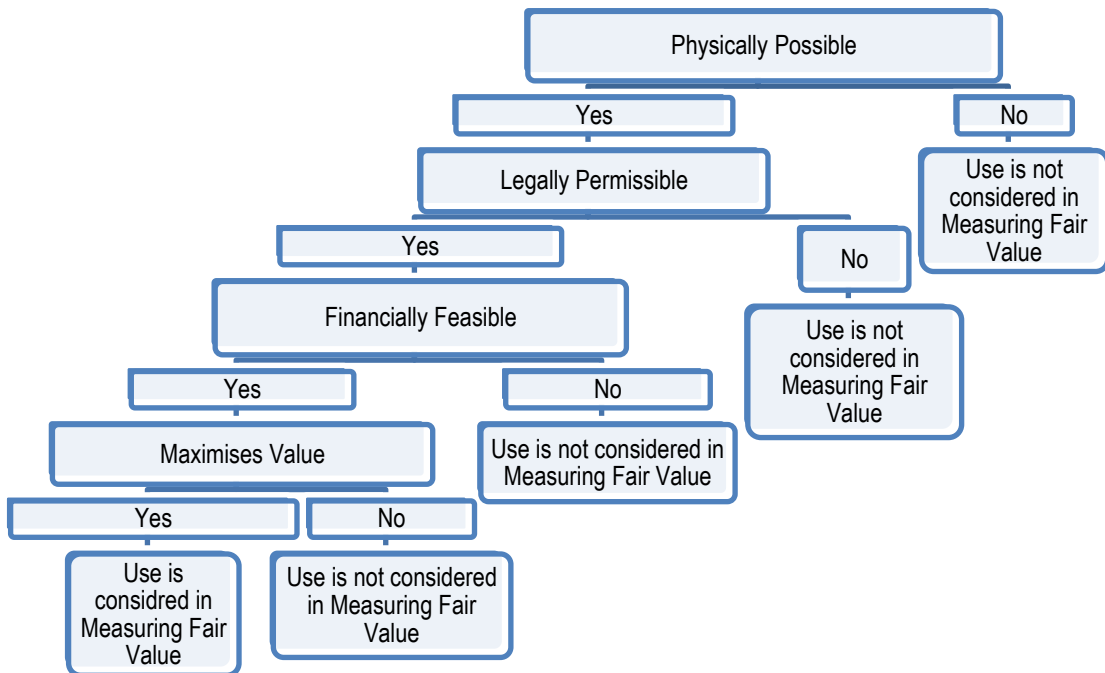 Physically Possible
Yes
No
Legally Permissible
Use is not
considered in
Measuring Fair
Value
Yes
No
Financially Feasible
Use is not
considered in
Measuring Fair
Value
Yes
No
Maximises Value
Use is not considered in
Measuring Fair Value
Yes
No
Use is
considred in
Measuring Fair
Value
Use is not considered
in Measuring Fair
Value